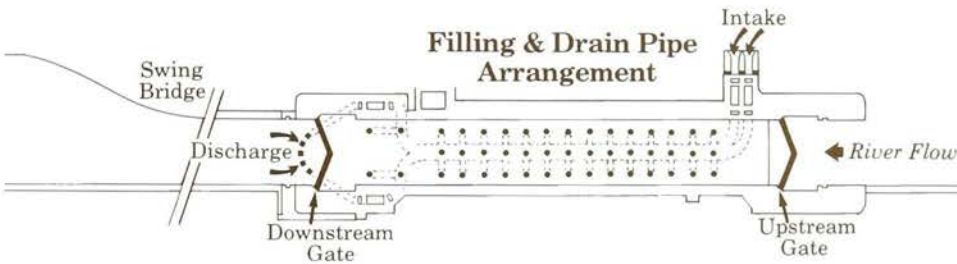 Intake
Filling & Drain Pipe
Arrangement
Swing
Bridge
Discharge
River Flow
Downstream
Gate
Upstream
Gate